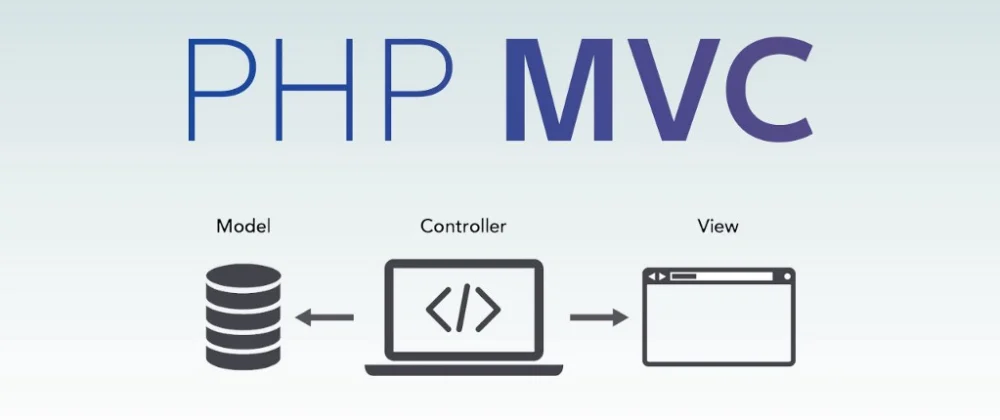 PHP MVC
Model
Controller
View
</>